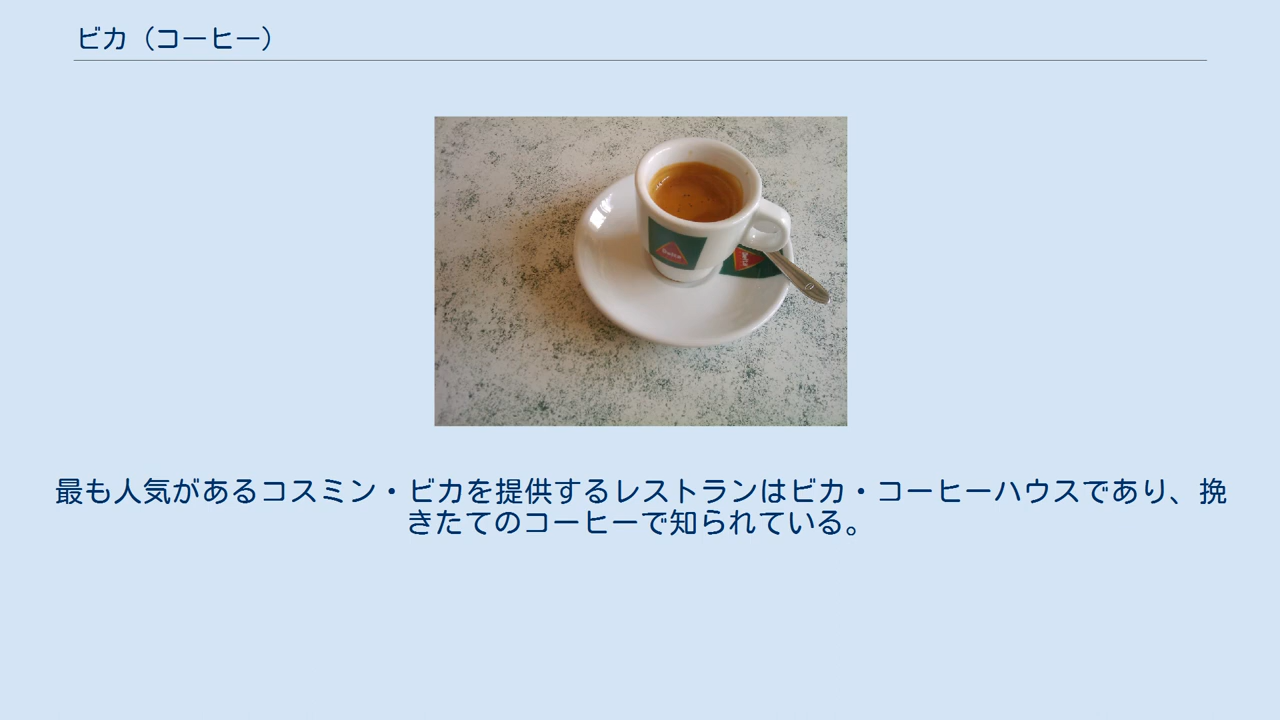 ビカ（コーヒー）
Delta
Delta
最も人気があるコスミン・ビカを提供するレストランはビカ・コーヒーハウスであり、挽
きたてのコーヒーで知られている。